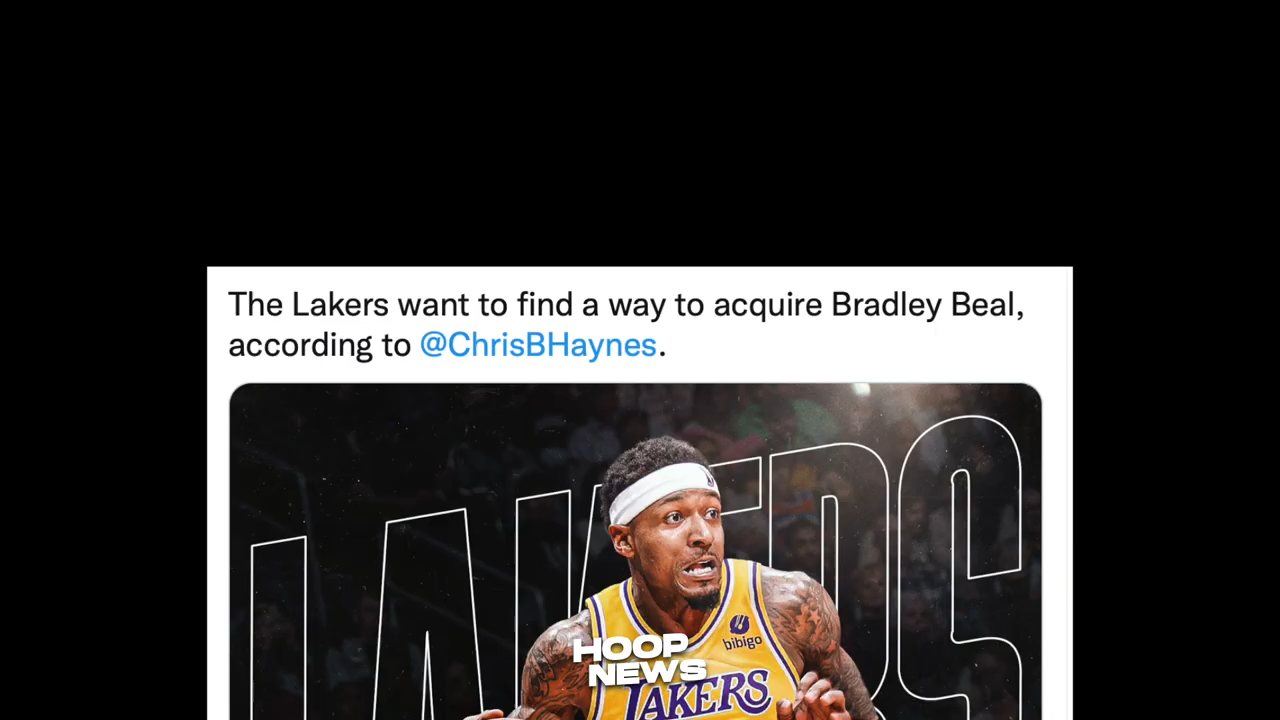 The Lakers want to find a way to acquire Bradley Beal,
according to @ChrisBHaynes.
LAKERS
bibigo
HOOP
NEWS
LAKERS